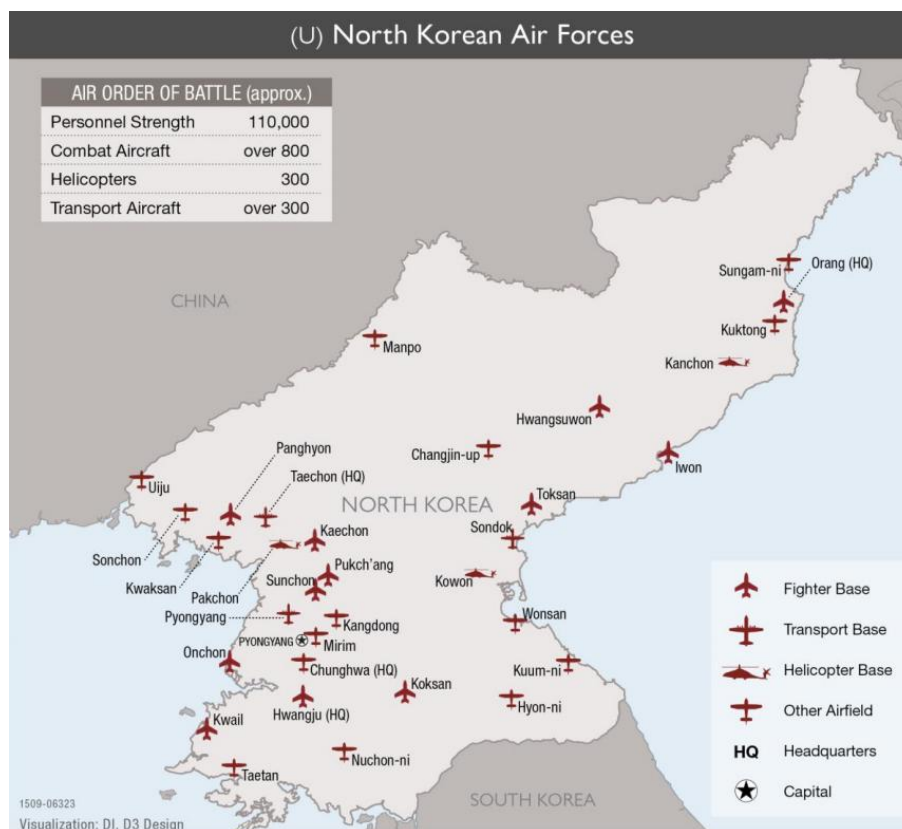 (U) North Korean Air Forces
AIR ORDER OF BATTLE (approx.)
Personnel Strength 110,000
Combat Aircraft over 800
Helicopters 300
Transport Aircraft over 300
CHINA
Sungam-ni
Orang (HQ)
Kuktong
Manpo
Kanchon
Hwangsuwon
Changjin-up
Iwon
Panghyon
Taechon (HQ)
Uiju
NORTH KOREA
Toksan
Sonchon
Kaechon
Sondok
Kwaksan
Pukch'ang
Pakchon
Sunchon
Kowon
Pyongyang
Kangdong
Wonsan
PYONGYANG
Mirim
Onchon
Chunghwa (HQ)
Kuum-ni
Koksan
Hwangju (HQ)
Hyon-ni
Kwail
Nuchon-ni
Taetan
SOUTH KOREA
Fighter Base
Transport Base
Helicopter Base
Other Airfield
HQ Headquarters
Capital
1509-06323
Visualization: DI, D3 Design